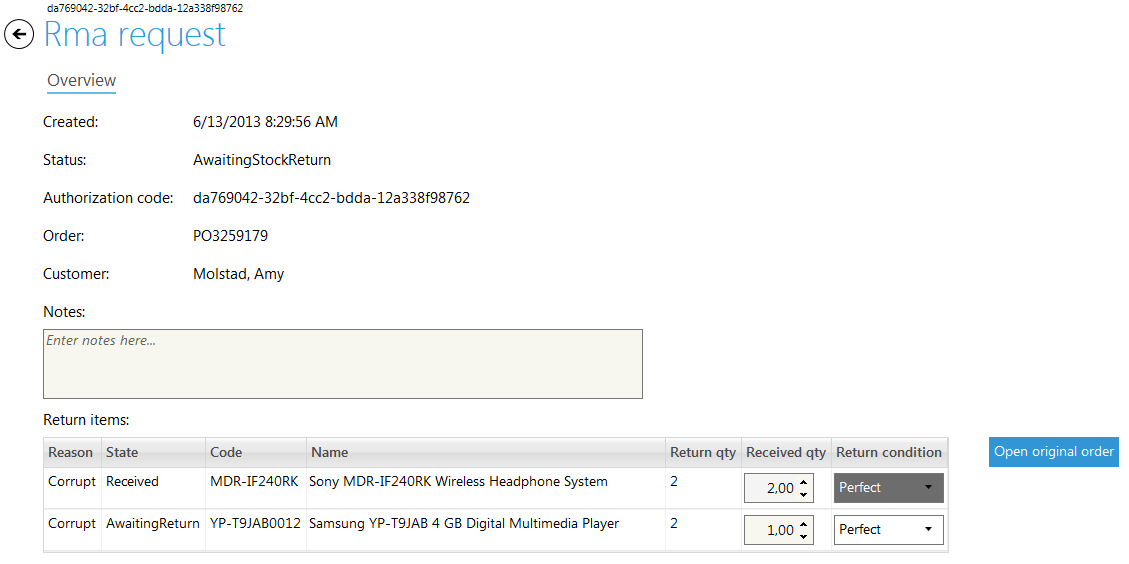 da769042-32bf-4cc2-bdda-12a338f98762
Rma request
Overview
Created: 6/13/2013 8:29:56 AM
Status: AwaitingStockReturn
Authorization code: da769042-32bf-4cc2-bdda-12a338f98762
Order: PO3259179
Customer: Molstad, Amy
Notes:
Enter notes here...
Return items:
Reason State Code Name Return qty Received qty Return condition Open original order
Corrupt Received MDR-IF240RK Sony MDR-IF240RK Wireless Headphone System 2 2,00 Perfect
Corrupt AwaitingReturn YP-T9JAB0012 Samsung YP-T9JAB 4 GB Digital Multimedia Player 2 1,00 Perfect